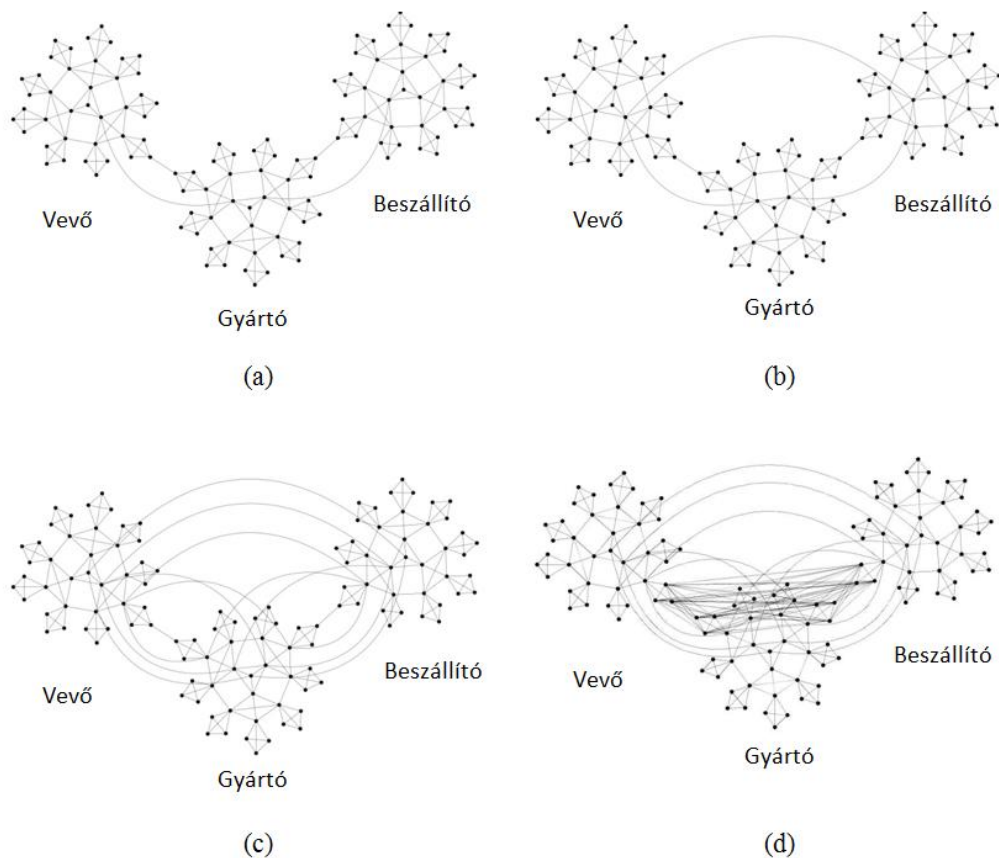 Vevő
Beszállító
Gyártó
(a)
Vevő
Beszállító
Gyártó
(b)
Vevő
Beszállító
Gyártó
(c)
Vevő
Beszállító
Gyártó
(d)